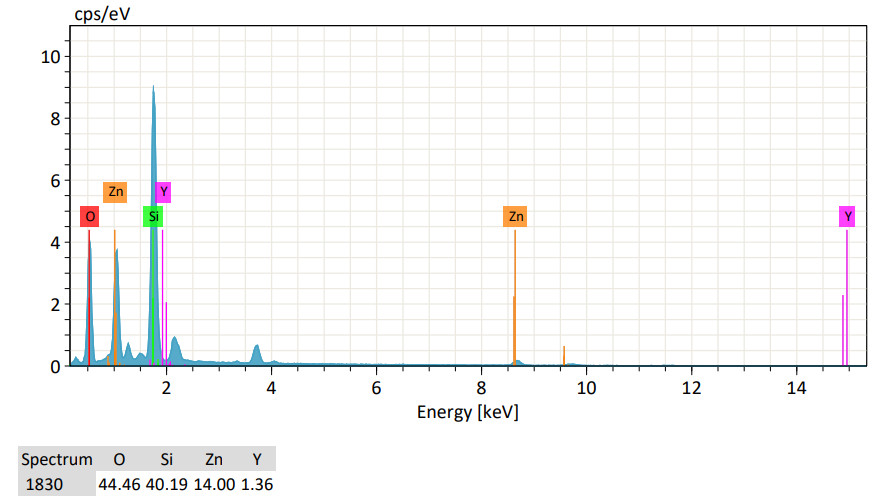 cps/eV
10
8
6
4
2
0
Zn Y
O Si Zn Y
2 4 6 8 10 12 14
Energy [keV]
Spectrum O Si Zn Y
1830 44.46 40.19 14.00 1.36